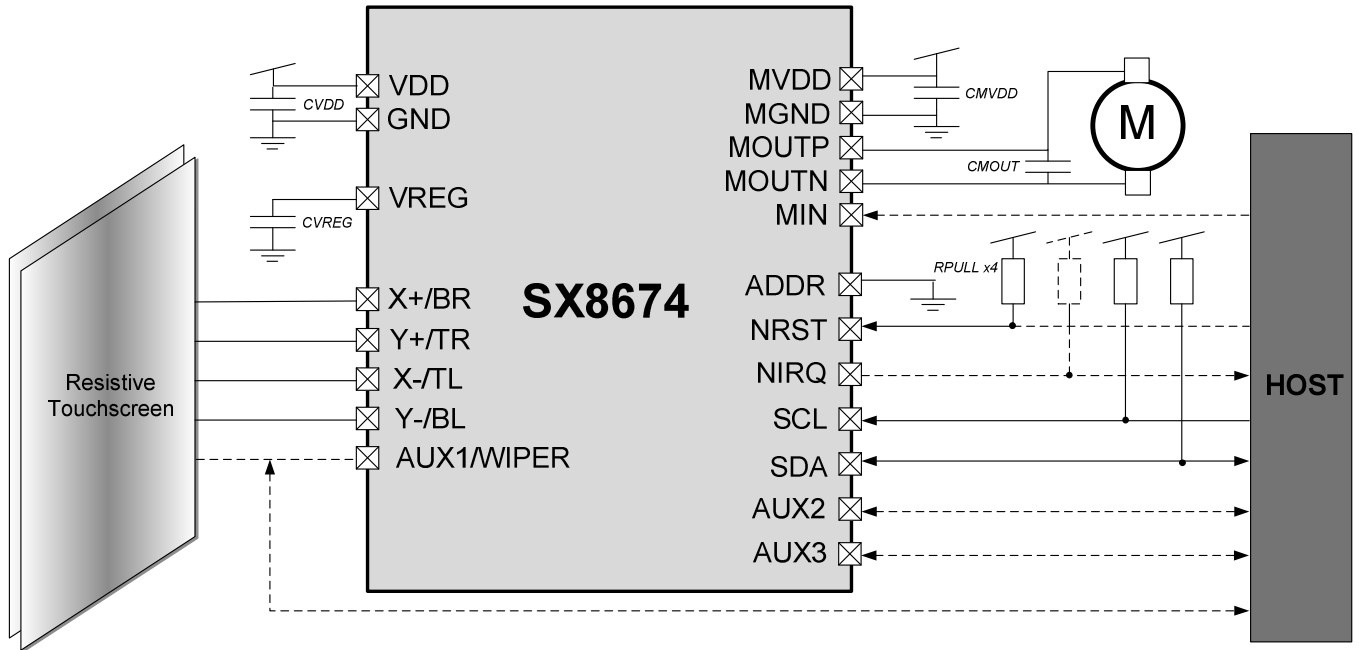 VDD
CVDD
GND
VREG
CVREG
X+/BR
Y+/TR
X-/TL
Y-/BL
AUX1/WIPER
Resistive
Touchscreen
SX8674
MVDD
CMVDD
MGND
MOUTP
CMOUT
MOUTN
MIN
M
RPULL x4
ADDR
NRST
NIRQ
SCL
SDA
AUX2
AUX3
HOST